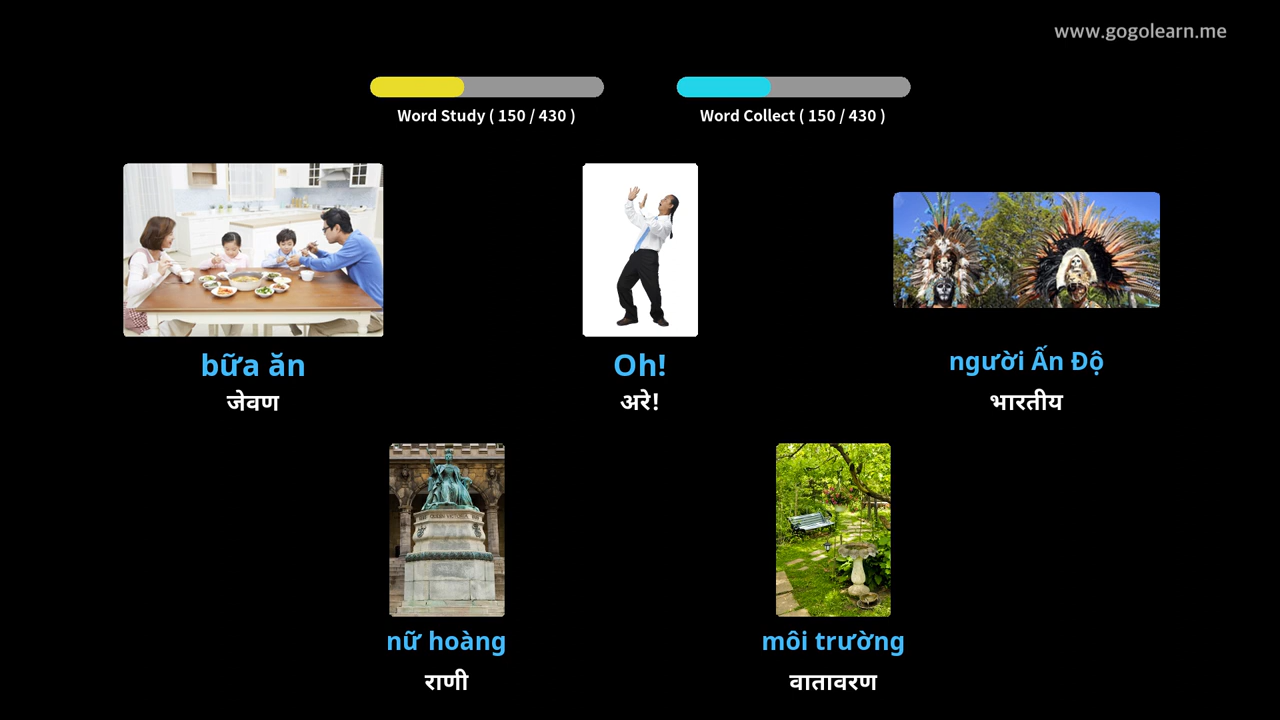 www.gogolearn.me
Word Study ( 150 / 430 )
Word Collect ( 150 / 430 )
bữa ăn
जेवण
Oh!
अरे!
người Ấn Độ
भारतीय
nữ hoàng
राणी
môi trường
वातावरण